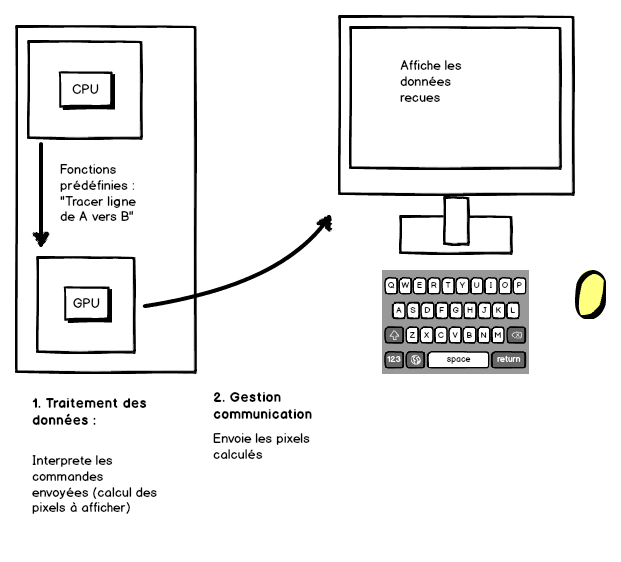 CPU
Fonctions
prédéfinies :
"Tracer ligne
de A vers B"
GPU
Affiche les
données
recues
Q W E R T Y U I O P
A S D F G H J K L
Z X C V B N M
123 space return
1. Traitement des
données :
Interprete les
commandes
envoyées (calcul des
pixels à afficher)
2. Gestion
communication
Envoie les pixels
calculés